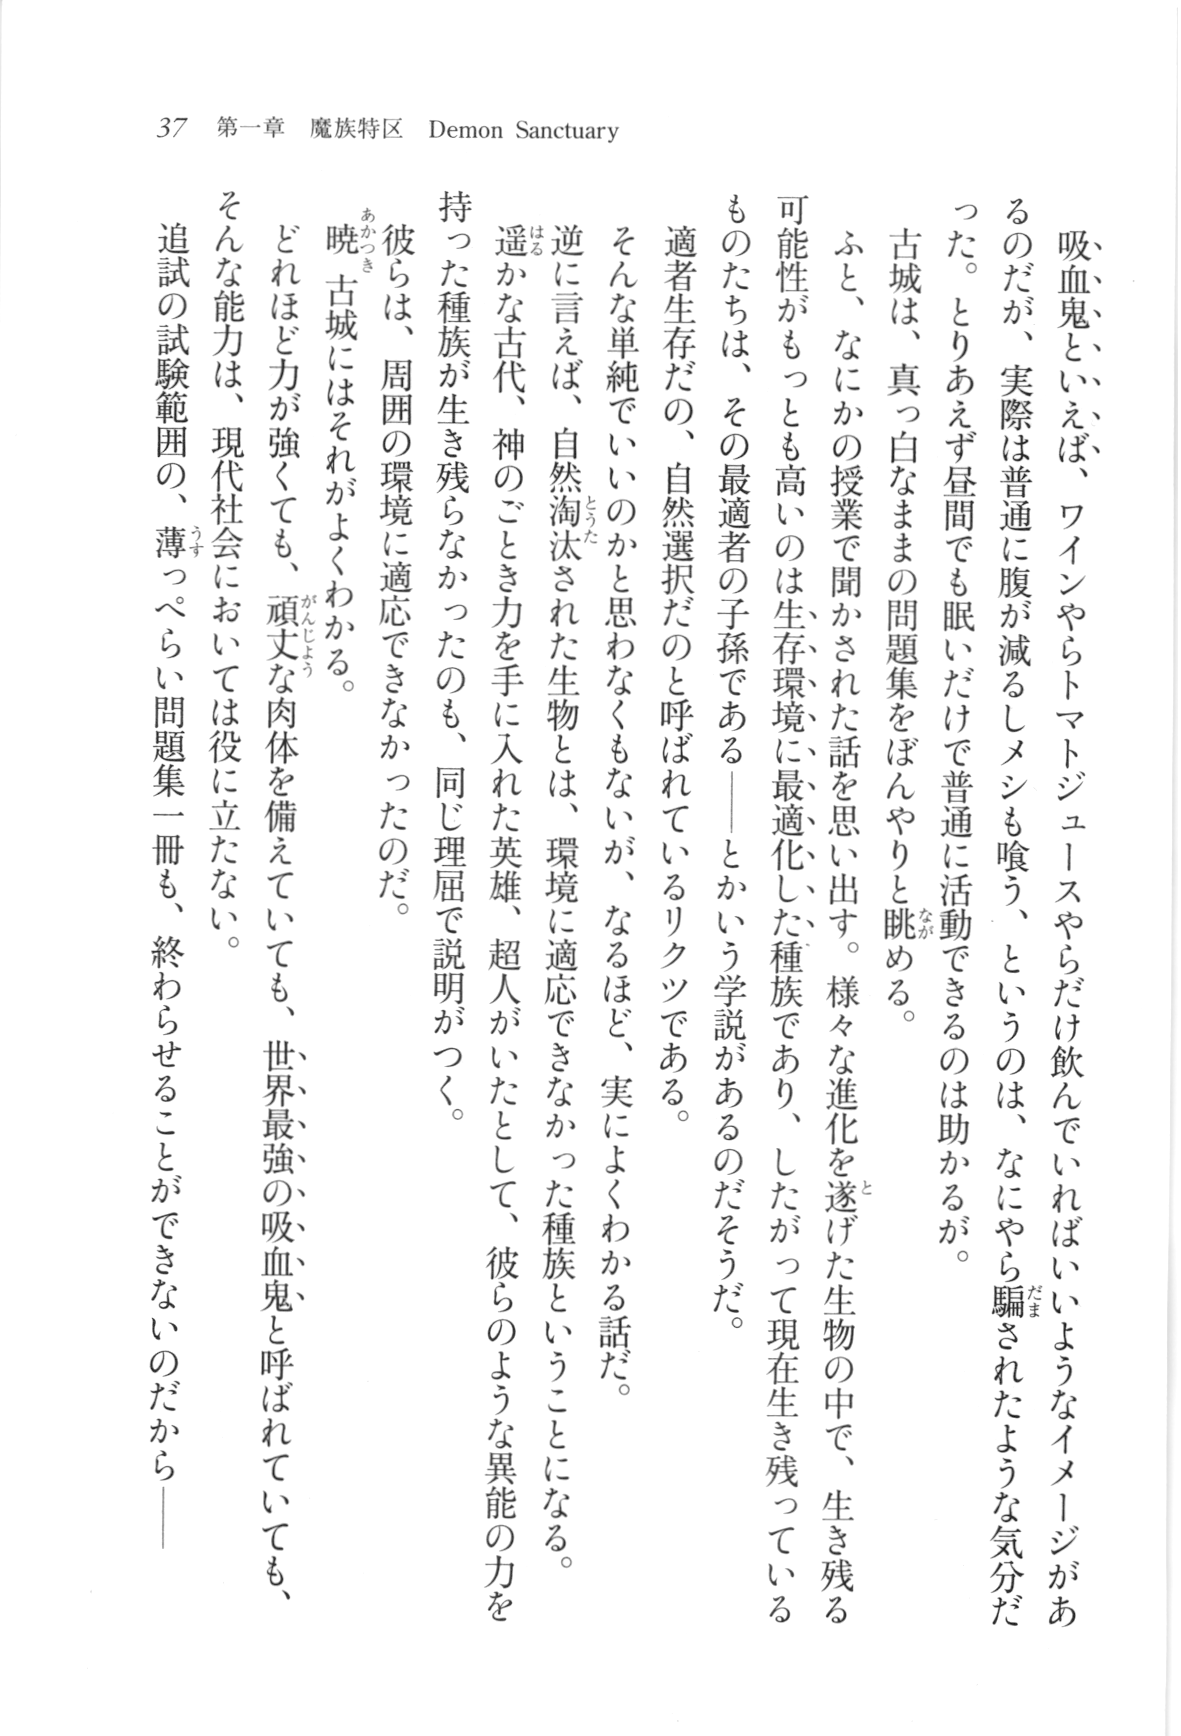 37 第一章 魔族特区 Demon Sanctuary
吸血鬼といえば、ワインやらトマトジュースやらだけ飲んでいればいいようなイメージがあ
るのだが、実際は普通に腹が減るしメシも喰う、というのは、なにやら騙されたような気分だ
った。とりあえず昼間でも眠いだけで普通に活動できるのは助かるが。
古城は、真っ白なままの問題集をぼんやりと眺める。
ふと、なにかの授業で聞かされた話を思い出す。様々な進化を遂げた生物の中で、生き残る
可能性がもっとも高いのは生存環境に最適化した種族であり、したがって現在生き残っている
ものたちは、その最適者の子孫である――とかいう学説があるのだそうだ。
適者生存だの、自然選択だのと呼ばれているリクツである。
そんな単純でいいのかと思わなくもないが、なるほど、実によくわかる話だ。
逆に言えば、自然淘汰された生物とは、環境に適応できなかった種族ということになる。
遥かな古代、神のごとき力を手に入れた英雄、超人がいたとして、彼らのような異能の力を
持った種族が生き残らなかったのも、同じ理屈で説明がつく。
彼らは、周囲の環境に適応できなかったのだ。
暁古城にはそれがよくわかる。
どれほど力が強くても、頑丈な肉体を備えていても、世界最強の吸血鬼と呼ばれていても、
そんな能力は、現代社会においては役に立たない。
追試の試験範囲の、薄っぺらい問題集一冊も、終わらせることができないのだから――